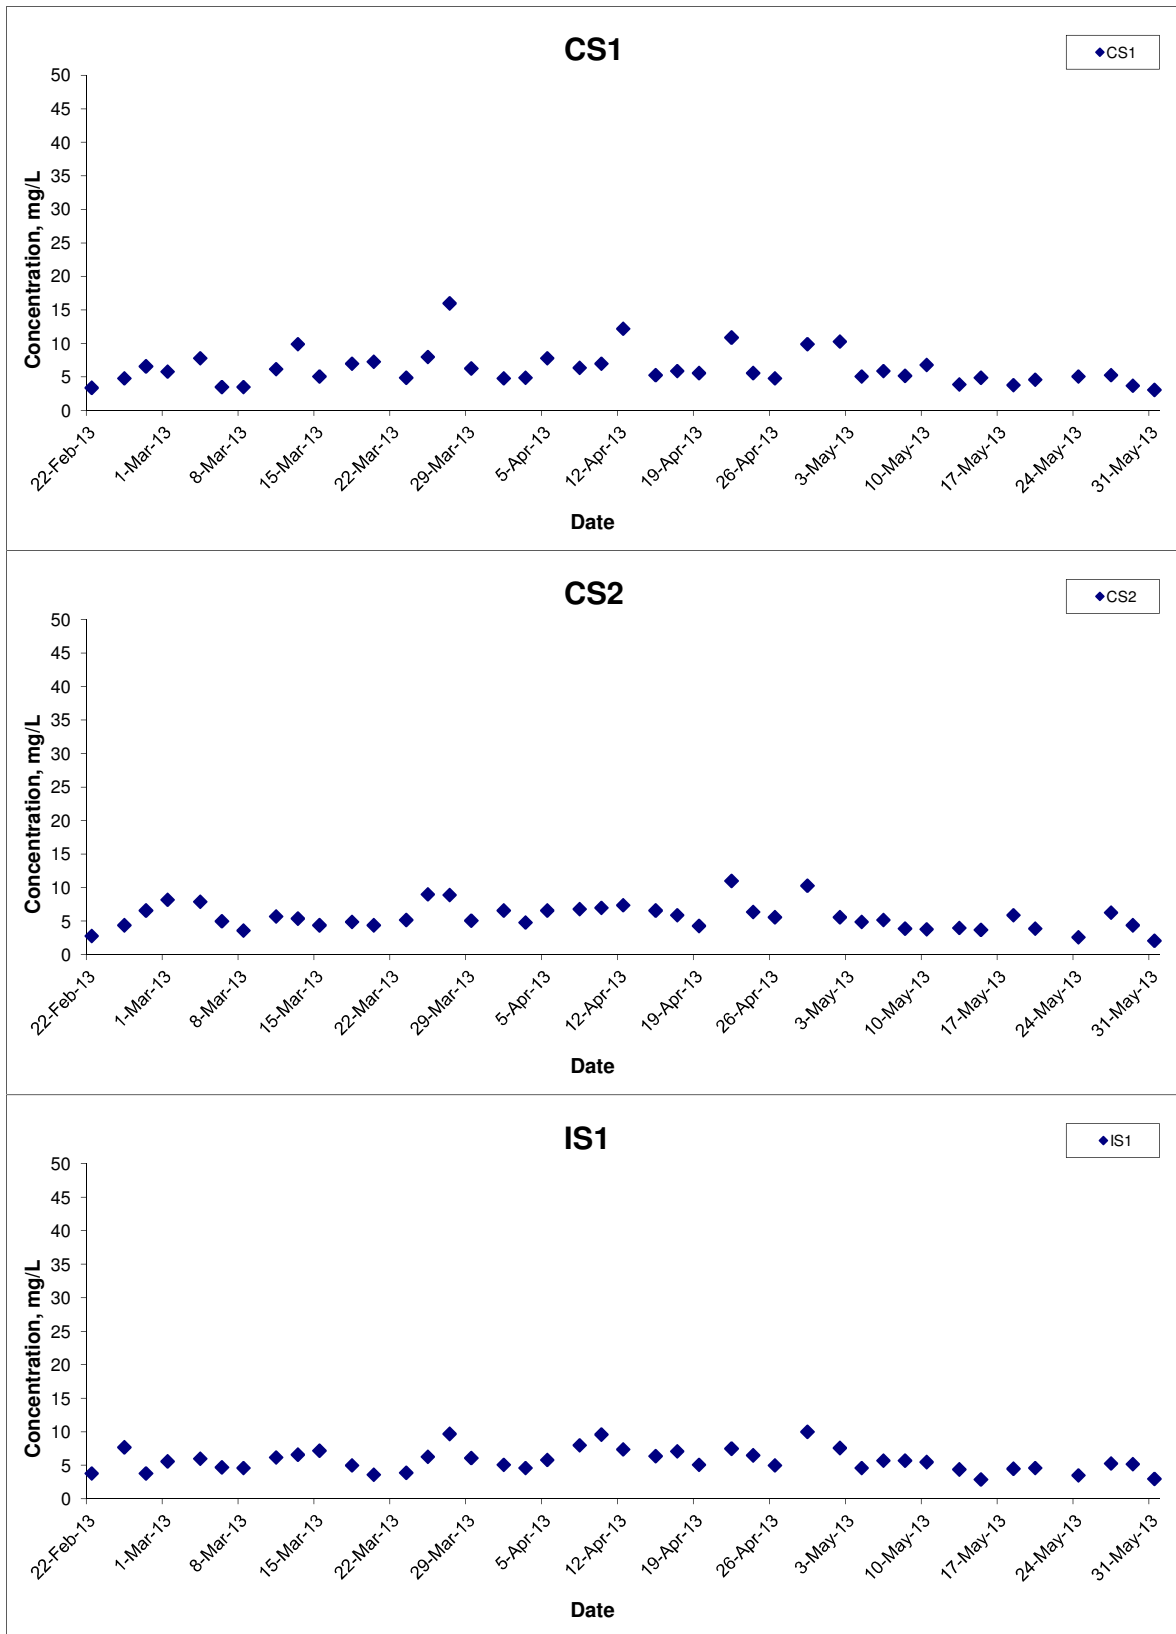 CS1
CS1
50
45
40
35
30
25
20
15
10
5
0
Concentration, mg/L
22-Feb-13
1-Mar-13
8-Mar-13
15-Mar-13
22-Mar-13
29-Mar-13
5-Apr-13
12-Apr-13
19-Apr-13
26-Apr-13
3-May-13
10-May-13
17-May-13
24-May-13
31-May-13
Date
CS2
CS2
50
45
40
35
30
25
20
15
10
5
0
Concentration, mg/L
22-Feb-13
1-Mar-13
8-Mar-13
15-Mar-13
22-Mar-13
29-Mar-13
5-Apr-13
12-Apr-13
19-Apr-13
26-Apr-13
3-May-13
10-May-13
17-May-13
24-May-13
31-May-13
Date
IS1
IS1
50
45
40
35
30
25
20
15
10
5
0
Concentration, mg/L
22-Feb-13
1-Mar-13
8-Mar-13
15-Mar-13
22-Mar-13
29-Mar-13
5-Apr-13
12-Apr-13
19-Apr-13
26-Apr-13
3-May-13
10-May-13
17-May-13
24-May-13
31-May-13
Date